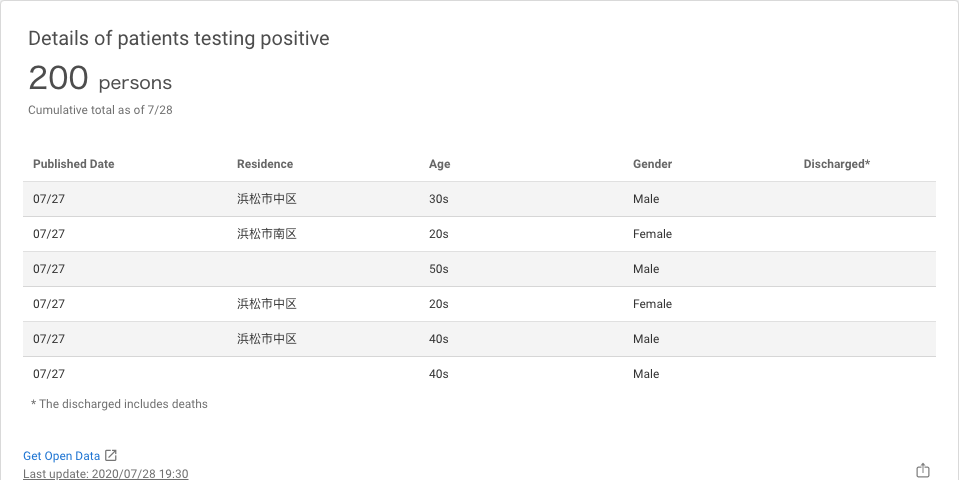 Details of patients testing positive
200 persons
Cumulative total as of 7/28
Published Date Residence Age Gender Discharged*
07/27 浜松市中区 30s Male
07/27 浜松市南区 20s Female
07/27 50s Male
07/27 浜松市中区 20s Female
07/27 浜松市中区 40s Male
07/27 40s Male
* The discharged includes deaths
Get Open Data
Last update: 2020/07/28 19:30